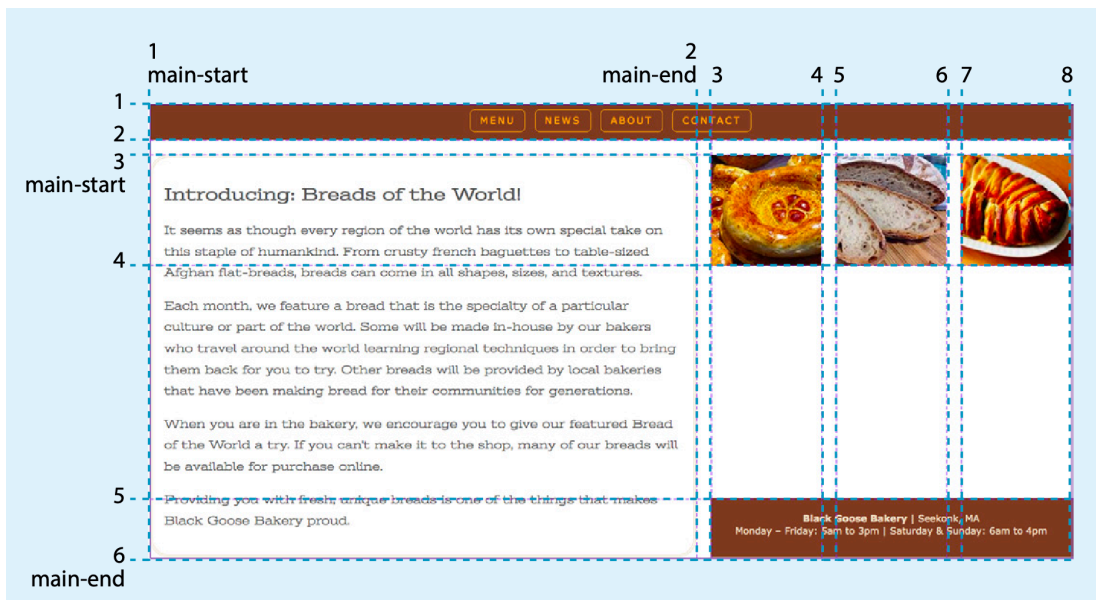 1
main-start
2
main-end
3
4
5
6
7
8
1
2
3
main-start
4
5
6
main-end
MENU
NEWS
ABOUT
CONTACT
Introducing: Breads of the World!
It seems as though every region of the world has its own special take on
this staple of humankind. From crusty french baguettes to table-sized
Afghan flat-breads, breads can come in all shapes, sizes, and textures.
Each month, we feature a bread that is the specialty of a particular
culture or part of the world. Some will be made in-house by our bakers
who travel around the world learning regional techniques in order to bring
them back for you to try. Other breads will be provided by local bakeries
that have been making bread for their communities for generations.
When you are in the bakery, we encourage you to give our featured Bread
of the World a try. If you can't make it to the shop, many of our breads will
be available for purchase online.
Providing you with fresh, unique breads is one of the things that makes
Black Goose Bakery proud.
Black Goose Bakery | Seekonk, MA
Monday – Friday: 5am to 3pm | Saturday & Sunday: 6am to 4pm